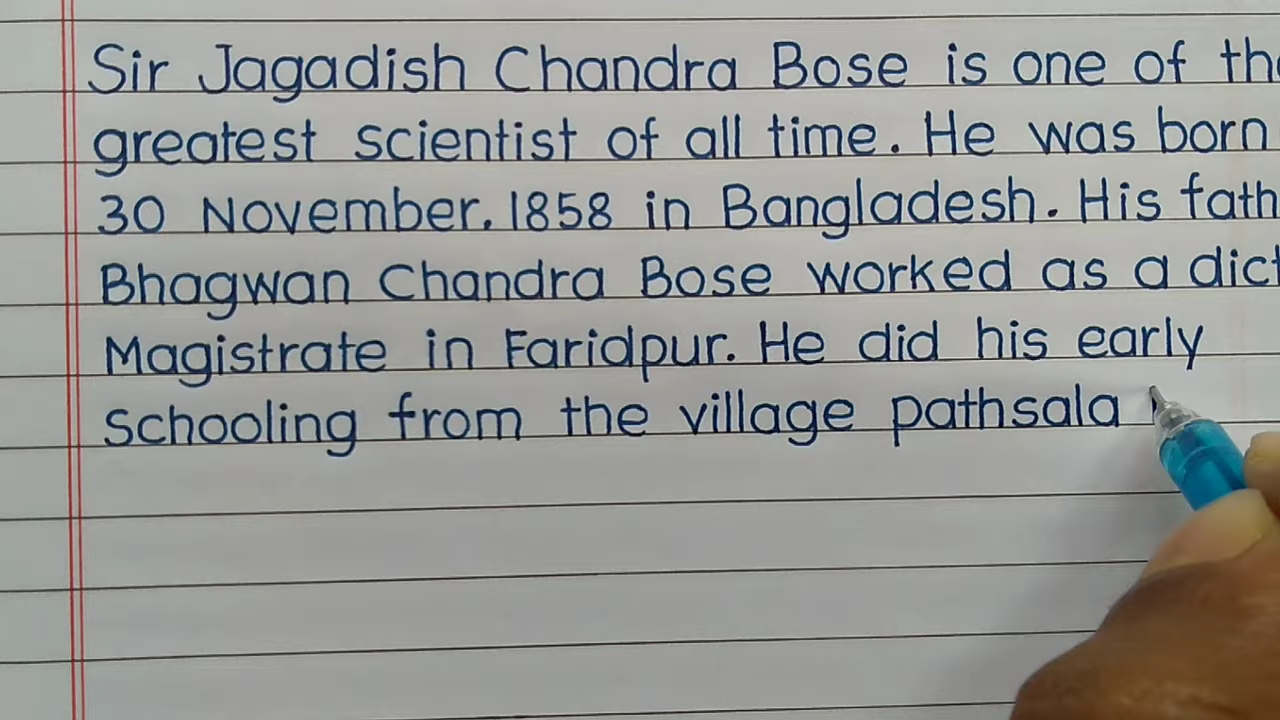 Sir Jagadish Chandra Bose is one of the
greatest scientist of all time. He was born
30 November. 1858 in Bangladesh. His fath
Bhagwan Chandra Bose worked as a dict
Magistrate in Faridpur. He did his early
schooling from the village pathsala